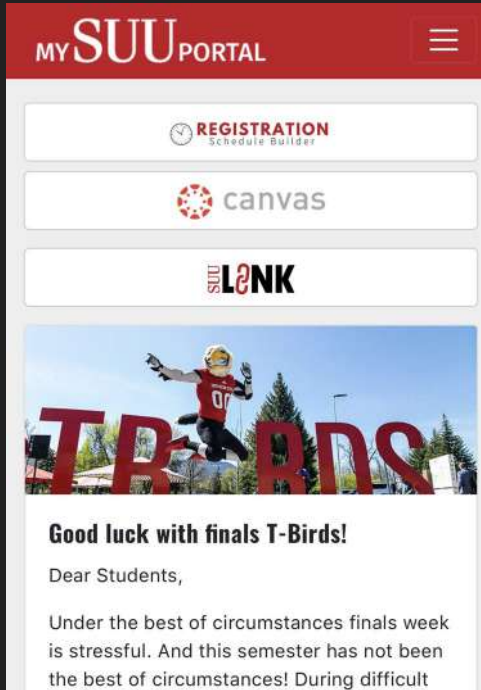 MY SUU PORTAL
REGISTRATION
Schedule Builder
canvas
SUU LINK
00
TB BDS
Good luck with finals T-Birds!
Dear Students,
Under the best of circumstances finals week
is stressful. And this semester has not been
the best of circumstances! During difficult